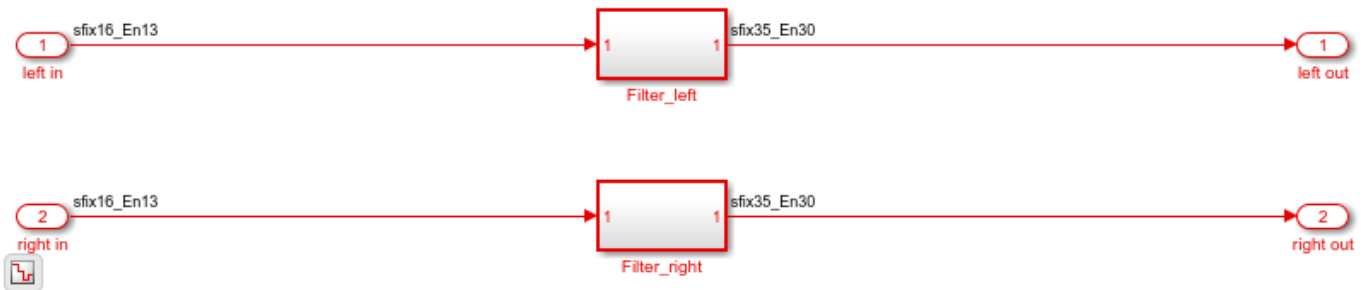 sfix16_En13
sfix35_En30
1
1
1
1
left in
Filter_left
left out
sfix16_En13
sfix35_En30
2
1
1
2
right in
Filter_right
right out